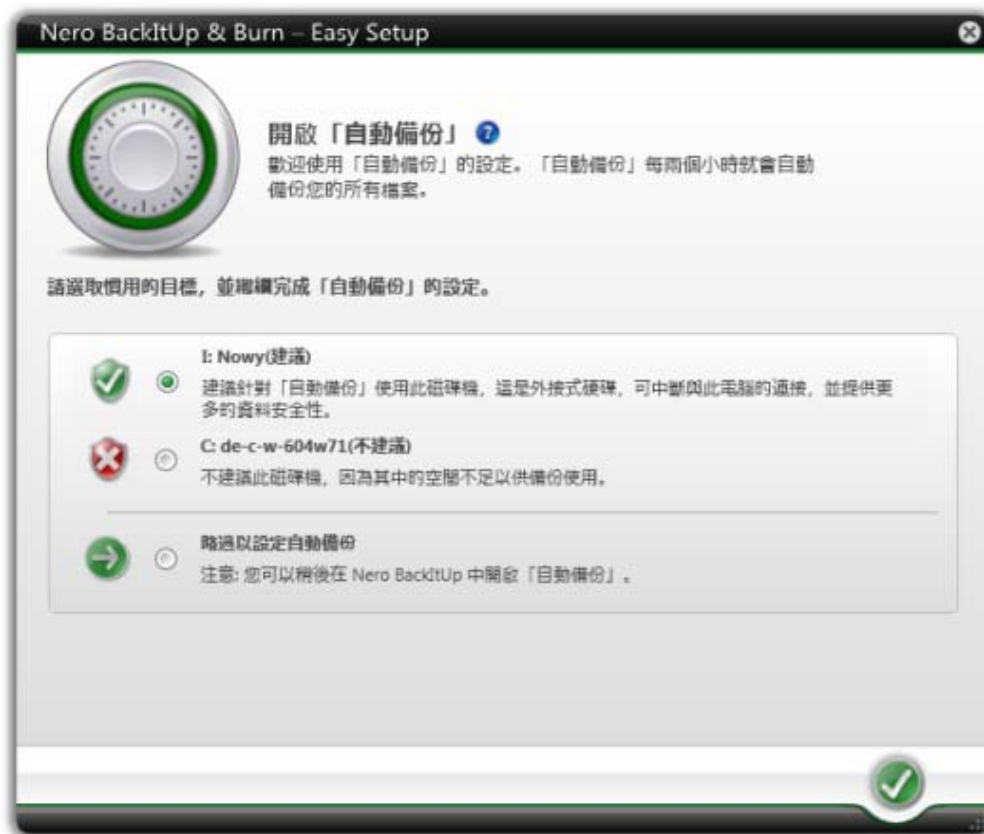 Nero BackItUp & Burn – Easy Setup
開啟「自動備份」 ?
歡迎使用「自動備份」的設定。「自動備份」每兩個小時就會自動
備份您的所有檔案。
請選取慣用的目標，並繼續完成「自動備份」的設定。
I: Nowy(建議)
建議針對「自動備份」使用此磁碟機，這是外接式硬碟，可中斷與此電腦的連接，並提供更
多的資料安全性。
C: de-c-w-604w71(不建議)
不建議此磁碟機，因為其中的空間不足以供備份使用。
略過以設定自動備份
注意: 您可以稍後在 Nero BackItUp 中開啟「自動備份」。